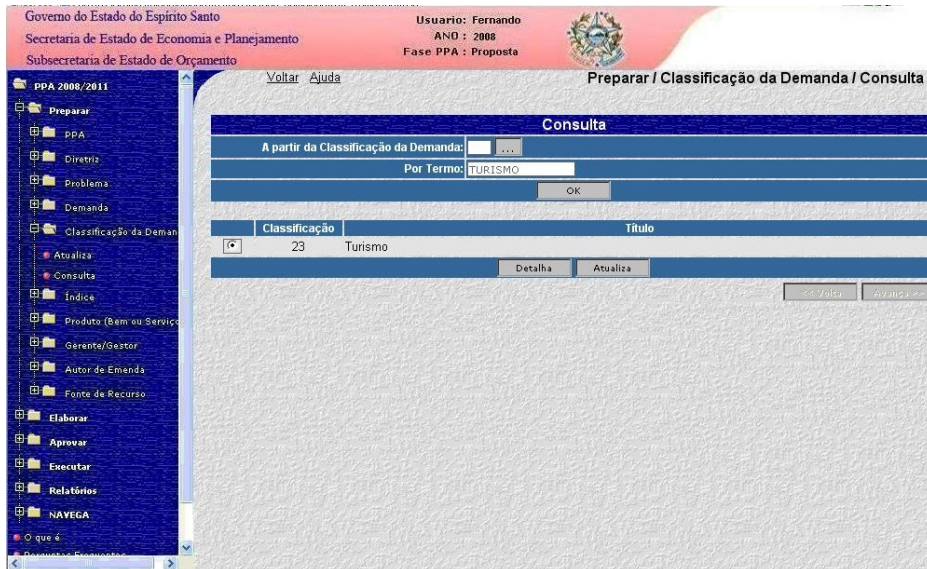 Governo do Estado do Espírito Santo
Secretaria de Estado de Economia e Planejamento
Subsecretaria de Estado de Orçamento
Usuario: Fernando
ANO : 2008
Fase PPA : Proposta
Voltar Ajuda
Preparar / Classificação da Demanda / Consulta
PPA 2008/2011
Preparar
PPA
Diretriz
Problema
Demanda
Classificação da Deman
Atualiza
Consulta
Índice
Produto (Bem ou Serviço
Gerente/Gestor
Autor de Emenda
Fonte de Recurso
Elaborar
Aprovar
Executar
Relatórios
NAVEGA
O que é
Perguntas Frequentes
Consulta
A partir da Classificação da Demanda: ...
Por Termo: TURISMO
OK
Classificação Título
23 Turismo
Detalha Atualiza
<< Volta Avança >>